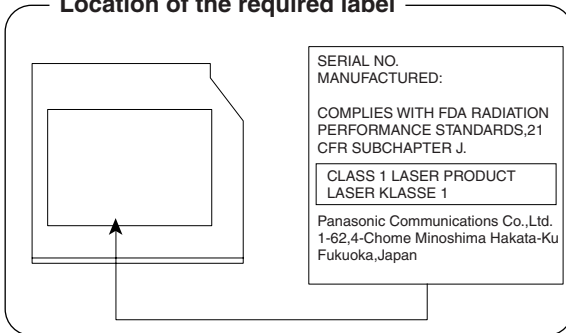 Location of the required label
SERIAL NO.
MANUFACTURED:
COMPLIES WITH FDA RADIATION
PERFORMANCE STANDARDS,21
CFR SUBCHAPTER J.
CLASS 1 LASER PRODUCT
LASER KLASSE 1
Panasonic Communications Co.,Ltd.
1-62,4-Chome Minoshima Hakata-Ku
Fukuoka,Japan